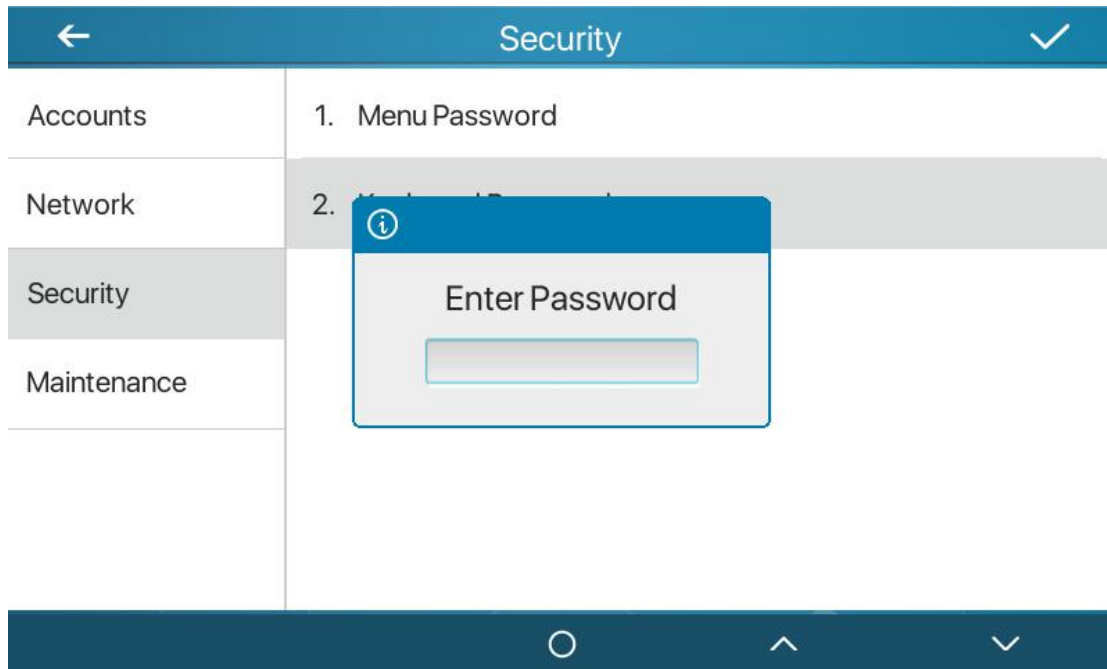 Security
Accounts
Network
Security
Maintenance
1. Menu Password
2.
Enter Password